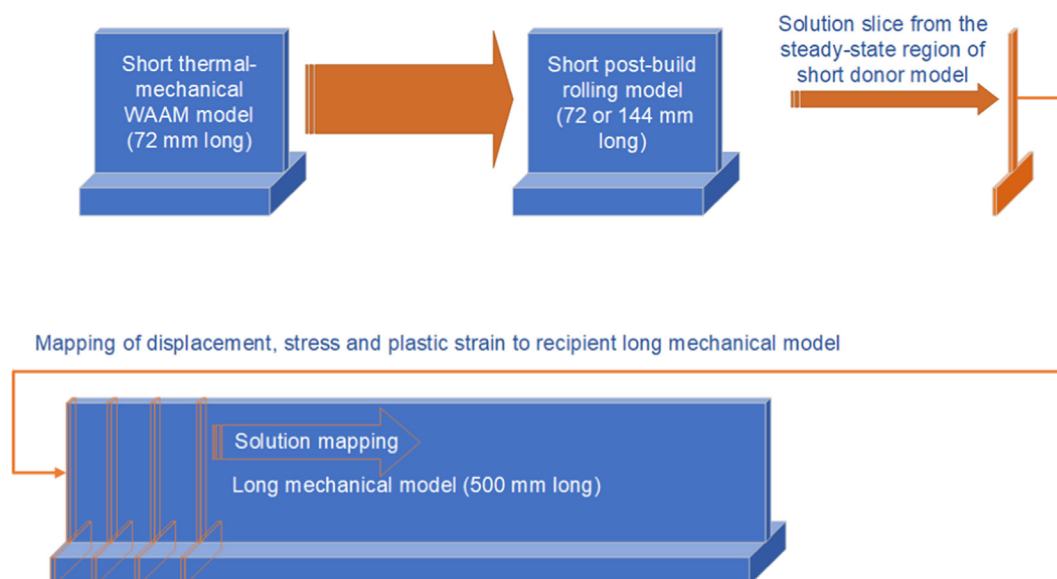 Short thermal-
mechanical
WAAM model
(72 mm long)
Short post-build
rolling model
(72 or 144 mm
long)
Solution slice from the
steady-state region of
short donor model
Mapping of displacement, stress and plastic strain to recipient long mechanical model
Solution mapping
Long mechanical model (500 mm long)